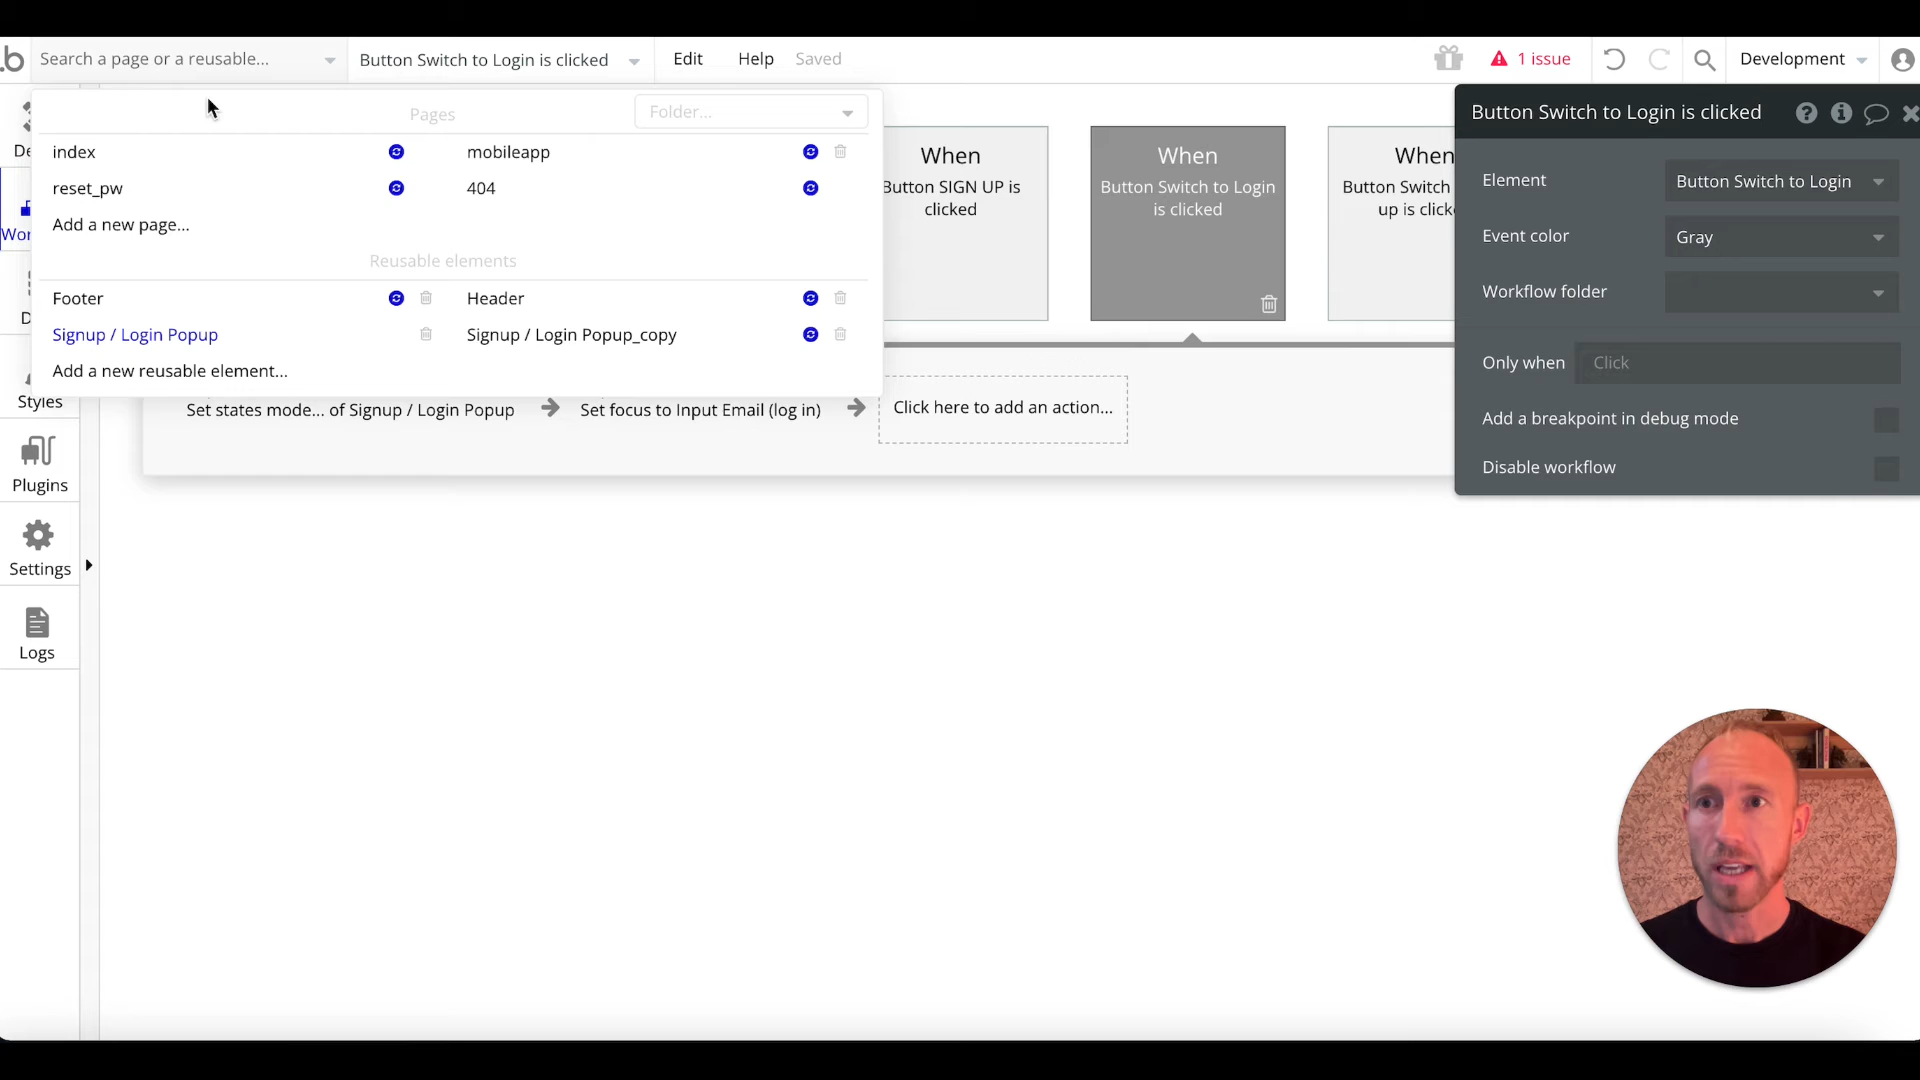 .b
Search a page or a reusable...
Button Switch to Login is clicked
Edit
Help
Saved
1 issue
Development
Pages
Folder...
index
mobileapp
reset_pw
404
Add a new page...
Reusable elements
Footer
Header
Signup / Login Popup
Signup / Login Popup_copy
Add a new reusable element...
When
Button SIGN UP is
clicked
When
Button Switch to Login
is clicked
When
Button Switch
up is click
Set states mode... of Signup / Login Popup
Set focus to Input Email (log in)
Click here to add an action...
De
Wor
D
Styles
Plugins
Settings
Logs
Button Switch to Login is clicked
Element
Button Switch to Login
Event color
Gray
Workflow folder
Only when
Click
Add a breakpoint in debug mode
Disable workflow